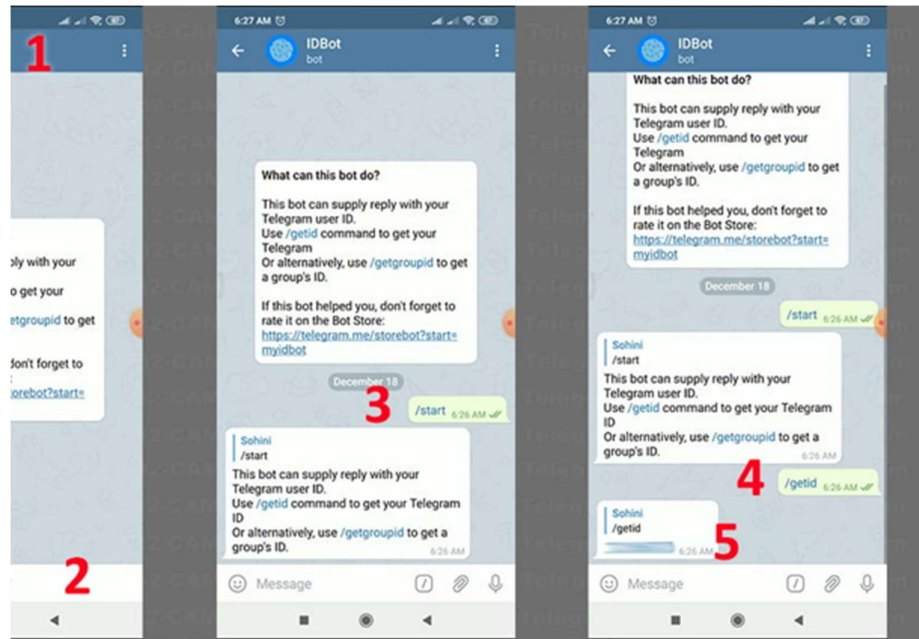 1
ply with your
o get your
etgroupid to get
don't forget to
:
orebot?start=
2
6:27 AM
IDBot
bot
What can this bot do?
This bot can supply reply with your
Telegram user ID.
Use /getid command to get your
Telegram
Or alternatively, use /getgroupid to get
a group's ID.
If this bot helped you, don't forget to
rate it on the Bot Store:
https://telegram.me/storebot?start=
myidbot
December 18
3
/start 6:26 AM
Sohini
/start
This bot can supply reply with your
Telegram user ID.
Use /getid command to get your Telegram
ID
Or alternatively, use /getgroupid to get a
group's ID. 6:26 AM
Message
6:27 AM
IDBot
bot
What can this bot do?
This bot can supply reply with your
Telegram user ID.
Use /getid command to get your
Telegram
Or alternatively, use /getgroupid to get
a group's ID.
If this bot helped you, don't forget to
rate it on the Bot Store:
https://telegram.me/storebot?start=
myidbot
December 18
/start 6:26 AM
Sohini
/start
This bot can supply reply with your
Telegram user ID.
Use /getid command to get your Telegram
ID
Or alternatively, use /getgroupid to get a
group's ID. 6:26 AM
4
/getid 6:26 AM
Sohini
/getid
6:26 AM
5
Message